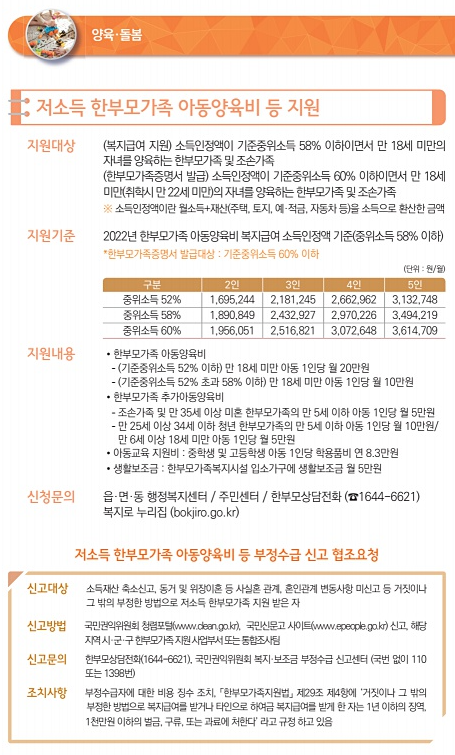 양육·돌봄
저소득 한부모가족 아동양육비 등 지원
지원대상
(복지급여 지원) 소득인정액이 기준중위소득 58% 이하이면서 만 18세 미만의
자녀를 양육하는 한부모가족 및 조손가족
(한부모가족증명서 발급) 소득인정액이 기준중위소득 60% 이하이면서 만 18세
미만(취학시 만 22세 미만)의 자녀를 양육하는 한부모가족 및 조손가족
※ 소득인정액이란 월소득+재산(주택, 토지, 예·적금, 자동차 등)을 소득으로 환산한 금액
지원기준
2022년 한부모가족 아동양육비 복지급여 소득인정액 기준(중위소득 58% 이하)
*한부모가족증명서 발급대상 : 기준중위소득 60% 이하
(단위 : 원/월)
구분 2인 3인 4인 5인
중위소득 52% 1,695,244 2,181,245 2,662,962 3,132,748
중위소득 58% 1,890,849 2,432,927 2,970,226 3,494,219
중위소득 60% 1,956,051 2,516,821 3,072,648 3,614,709
지원내용
• 한부모가족 아동양육비
- (기준중위소득 52% 이하) 만 18세 미만 아동 1인당 월 20만원
- (기준중위소득 52% 초과 58% 이하) 만 18세 미만 아동 1인당 월 10만원
• 한부모가족 추가아동양육비
- 조손가족 및 만 35세 이상 미혼 한부모가족의 만 5세 이하 아동 1인당 월 5만원
- 만 25세 이상 34세 이하 청년 한부모가족의 만 5세 이하 아동 1인당 월 10만원/
만 6세 이상 18세 미만 아동 1인당 월 5만원
• 아동교육 지원비 : 중학생 및 고등학생 아동 1인당 학용품비 연 8.3만원
• 생활보조금 : 한부모가족복지시설 입소가구에 생활보조금 월 5만원
신청문의
읍·면·동 행정복지센터 / 주민센터 / 한부모상담전화 (☎1644-6621)
복지로 누리집 (bokjiro.go.kr)
저소득 한부모가족 아동양육비 등 부정수급 신고 협조요청
신고대상
소득재산 축소신고, 동거 및 위장이혼 등 사실혼 관계, 혼인관계 변동사항 미신고 등 거짓이나
그 밖의 부정한 방법으로 저소득 한부모가족 지원 받은 자
신고방법
국민권익위원회 청렴포털(www.clean.go.kr), 국민신문고 사이트(www.epeople.go.kr) 신고, 해당
지역 시·군·구 한부모가족 지원 사업부서 또는 통합조사팀
신고문의
한부모상담전화(1644-6621), 국민권익위원회 복지·보조금 부정수급 신고센터 (국번 없이 110
또는 1398번)
조치사항
부정수급자에 대한 비용 징수 조치, 「한부모가족지원법」 제29조 제4항에 '거짓이나 그 밖의
부정한 방법으로 복지급여를 받거나 타인으로 하여금 복지급여를 받게 한 자는 1년 이하의 징역,
1천만원 이하의 벌금, 구류, 또는 과료에 처한다' 라고 규정 하고 있음